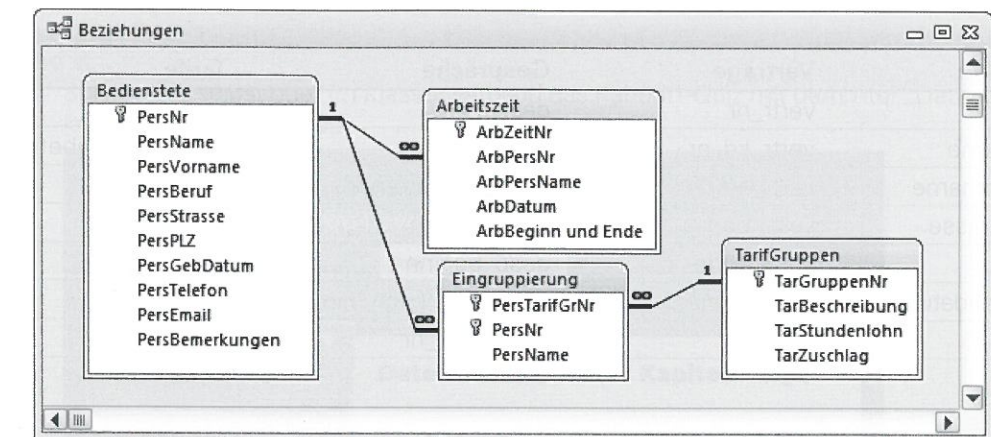 Beziehungen
Bedienstete
PersNr
PersName
PersVorname
PersBeruf
PersStrasse
PersPLZ
PersGebDatum
PersTelefon
PersEmail
PersBemerkungen
1
∞
∞
Arbeitszeit
ArbZeitNr
ArbPersNr
ArbPersName
ArbDatum
ArbBeginn und Ende
Eingruppierung
PersTarifGrNr
PersNr
PersName
∞
1
TarifGruppen
TarGruppenNr
TarBeschreibung
TarStundenlohn
TarZuschlag